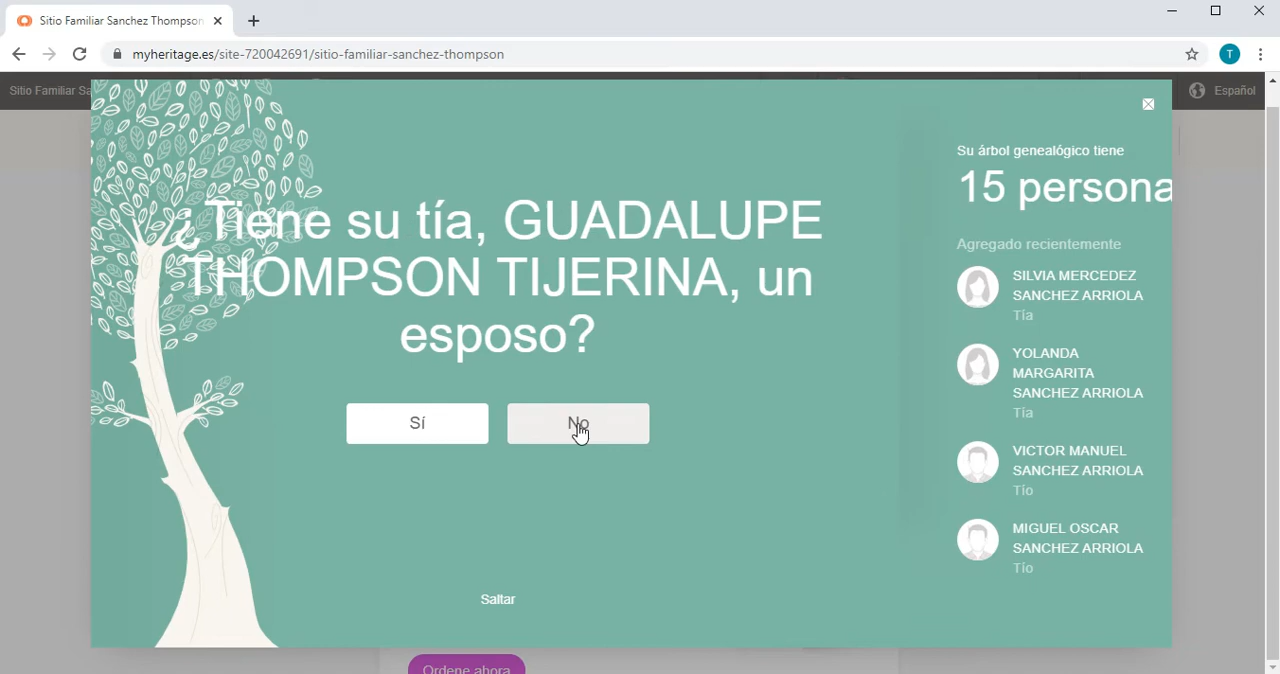 Sitio Familiar Sanchez Thompson
myheritage.es/site-720042691/sitio-familiar-sanchez-thompson
T
Sitio Familiar Sa
Español
¿Tiene su tía, GUADALUPE
THOMPSON TIJERINA, un
esposo?
Sí
No
Saltar
Su árbol genealógico tiene
15 persona
Agregado recientemente
SILVIA MERCEDEZ
SANCHEZ ARRIOLA
Tía
YOLANDA
MARGARITA
SANCHEZ ARRIOLA
Tía
VICTOR MANUEL
SANCHEZ ARRIOLA
Tío
MIGUEL OSCAR
SANCHEZ ARRIOLA
Tío
Ordene ahora